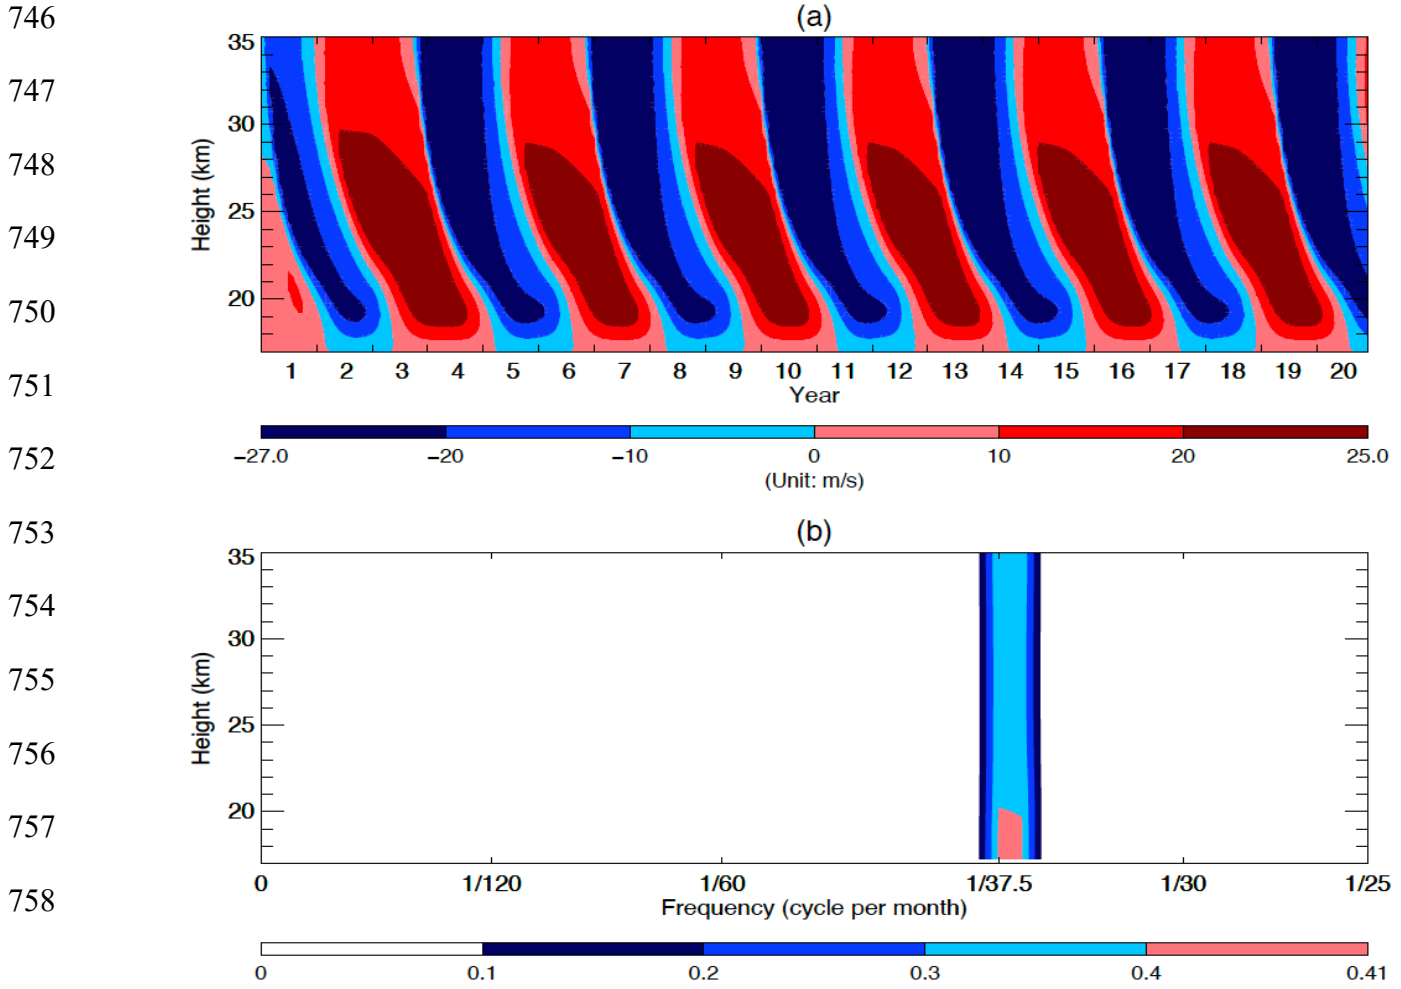 746
(a)
35
747
30
748
Height (km)
25
749
20
750
1 2 3 4 5 6 7 8 9 10 11 12 13 14 15 16 17 18 19 20
751
Year
752
−27.0 −20 −10 0 10 20 25.0
(Unit: m/s)
753
(b)
35
754
30
755
Height (km)
25
756
20
757
0 1/120 1/60 1/37.5 1/30 1/25
758
Frequency (cycle per month)
0 0.1 0.2 0.3 0.4 0.41